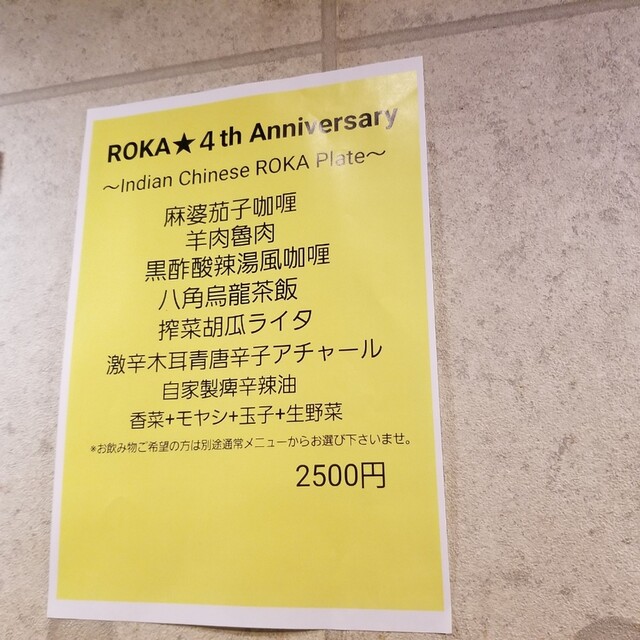 ROKA★４th Anniversary
～Indian Chinese ROKA Plate～
麻婆茄子咖喱
羊肉魯肉
黒酢酸辣湯風咖喱
八角烏龍茶飯
搾菜胡瓜ライタ
激辛木耳青唐辛子アチャール
自家製痺辛辣油
香菜+モヤシ+玉子+生野菜
*お飲み物ご希望の方は別途通常メニューからお選び下さいませ。
2500円